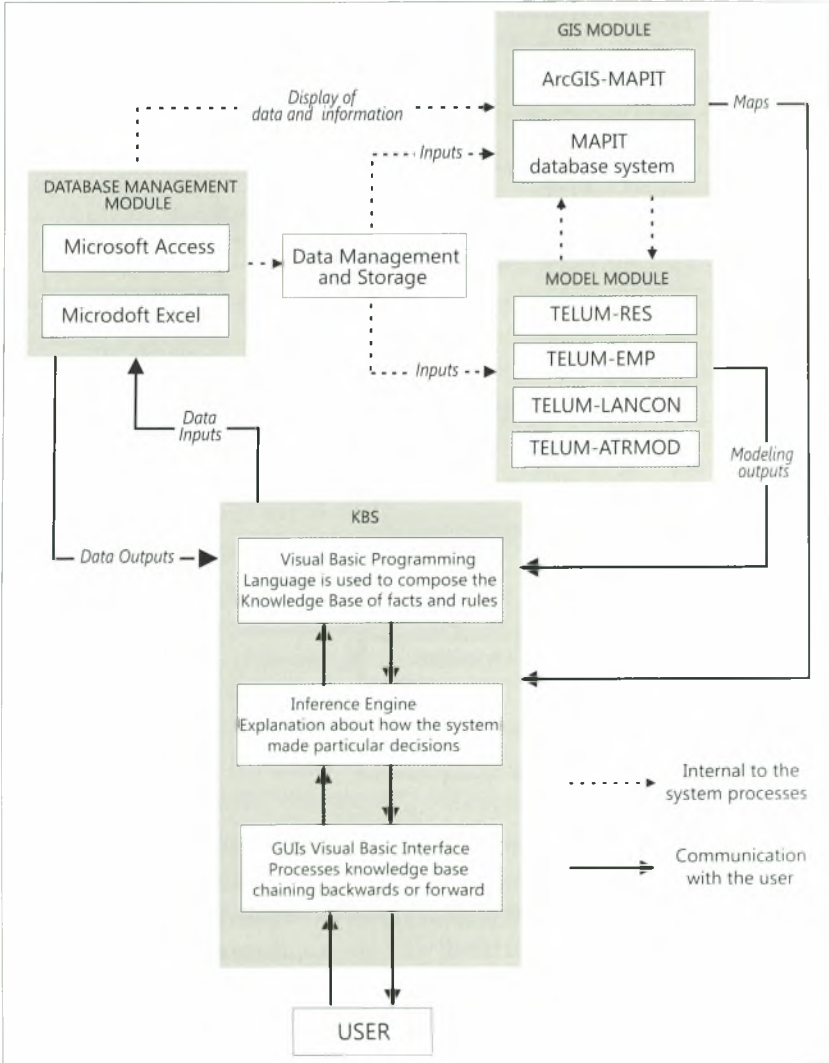 GIS MODULE
ArcGIS-MAPIT
MAPIT
database system
Display of
data and information
Maps
Inputs
DATABASE MANAGEMENT
MODULE
Microsoft Access
Microdoft Excel
Data Management
and Storage
MODEL MODULE
TELUM-RES
TELUM-EMP
TELUM-LANCON
TELUM-ATRMOD
Inputs
Data
Inputs
Modeling
outputs
Data Outputs
KBS
Visual Basic Programming
Language is used to compose the
Knowledge Base of facts and rules
Inference Engine
Explanation about how the system
made particular decisions
GUIs Visual Basic Interface
Processes knowledge base
chaining backwards or forward
Internal to the
system processes
Communication
with the user
USER